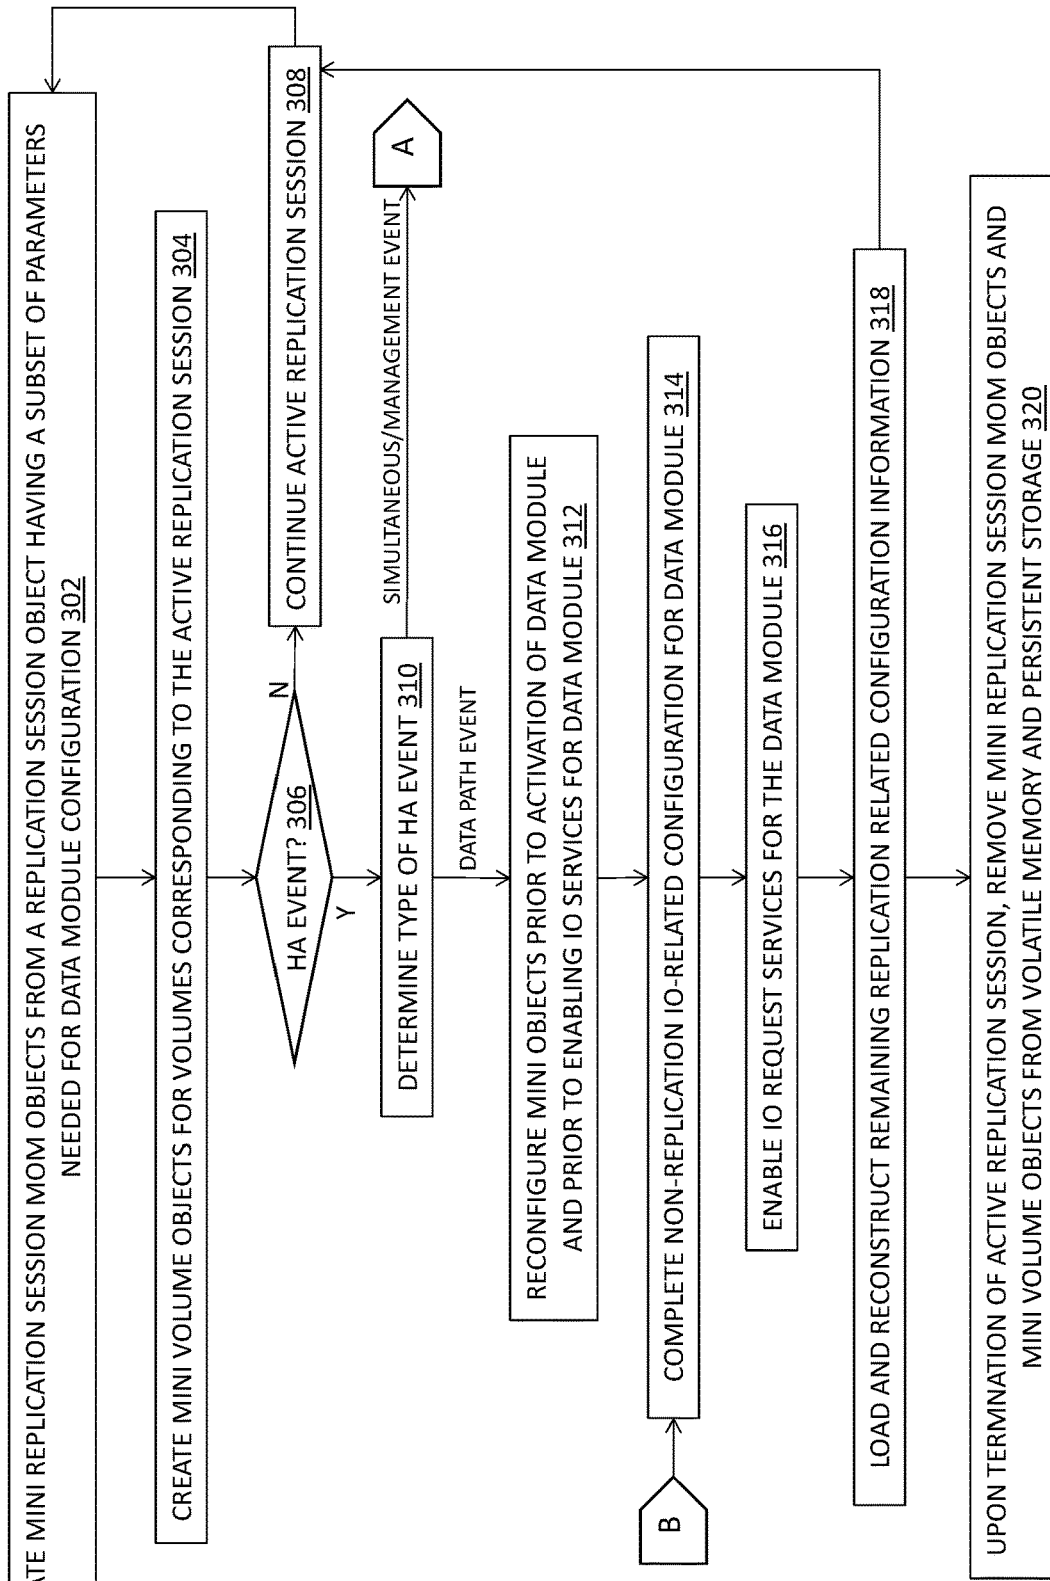 ATE MINI REPLICATION SESSION MOM OBJECTS FROM A REPLICATION SESSION OBJECT HAVING A SUBSET OF PARAMETERS
NEEDED FOR DATA MODULE CONFIGURATION 302
CREATE MINI VOLUME OBJECTS FOR VOLUMES CORRESPONDING TO THE ACTIVE REPLICATION SESSION 304
HA EVENT? 306
N
Y
CONTINUE ACTIVE REPLICATION SESSION 308
DETERMINE TYPE OF HA EVENT 310
SIMULTANEOUS/MANAGEMENT EVENT
A
DATA PATH EVENT
RECONFIGURE MINI OBJECTS PRIOR TO ACTIVATION OF DATA MODULE
AND PRIOR TO ENABLING IO SERVICES FOR DATA MODULE 312
B
COMPLETE NON-REPLICATION IO-RELATED CONFIGURATION FOR DATA MODULE 314
ENABLE IO REQUEST SERVICES FOR THE DATA MODULE 316
LOAD AND RECONSTRUCT REMAINING REPLICATION RELATED CONFIGURATION INFORMATION 318
UPON TERMNATION OF ACTIVE REPLICATION SESSION, REMOVE MINI REPLICATION SESSION MOM OBJECTS AND
MINI VOLUME OBJECTS FROM VOLATILE MEMORY AND PERSISTENT STORAGE 320